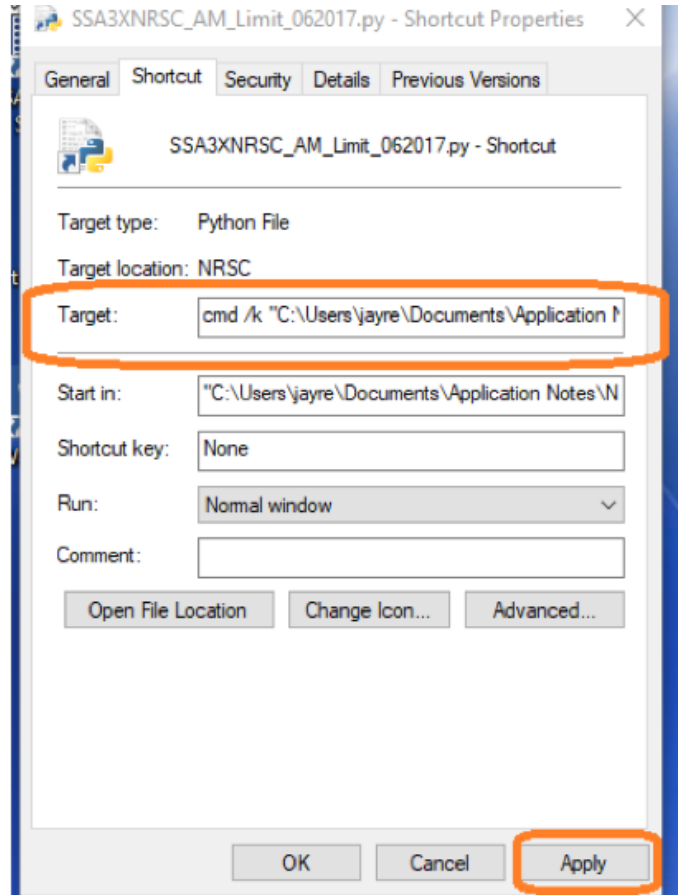 SSA3XNRSC_AM_Limit_062017.py - Shortcut Properties
General Shortcut Security Details Previous Versions
SSA3XNRSC_AM_Limit_062017.py - Shortcut
Target type: Python File
Target location: NRSC
Target: cmd /k "C:\Users\jayre\Documents\Application
Start in: "C:\Users\jayre\Documents\Application Notes\N
Shortcut key: None
Run: Normal window
Comment:
Open File Location Change Icon... Advanced...
OK Cancel Apply